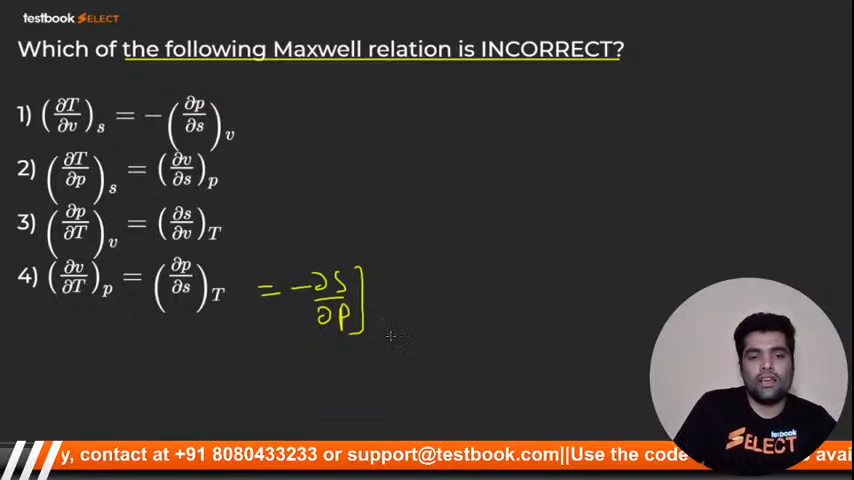 testbook SELECT
Which of the following Maxwell relation is INCORRECT?
1) (∂T/∂v)_s = −(∂p/∂s)_v
2) (∂T/∂p)_s = (∂v/∂s)_p
3) (∂p/∂T)_v = (∂s/∂v)_T
4) (∂v/∂T)_p = (∂p/∂s)_T = −∂S/∂P]
testbook
SELECT
y, contact at +91 8080433233 or support@testbook.com||Use the code avai